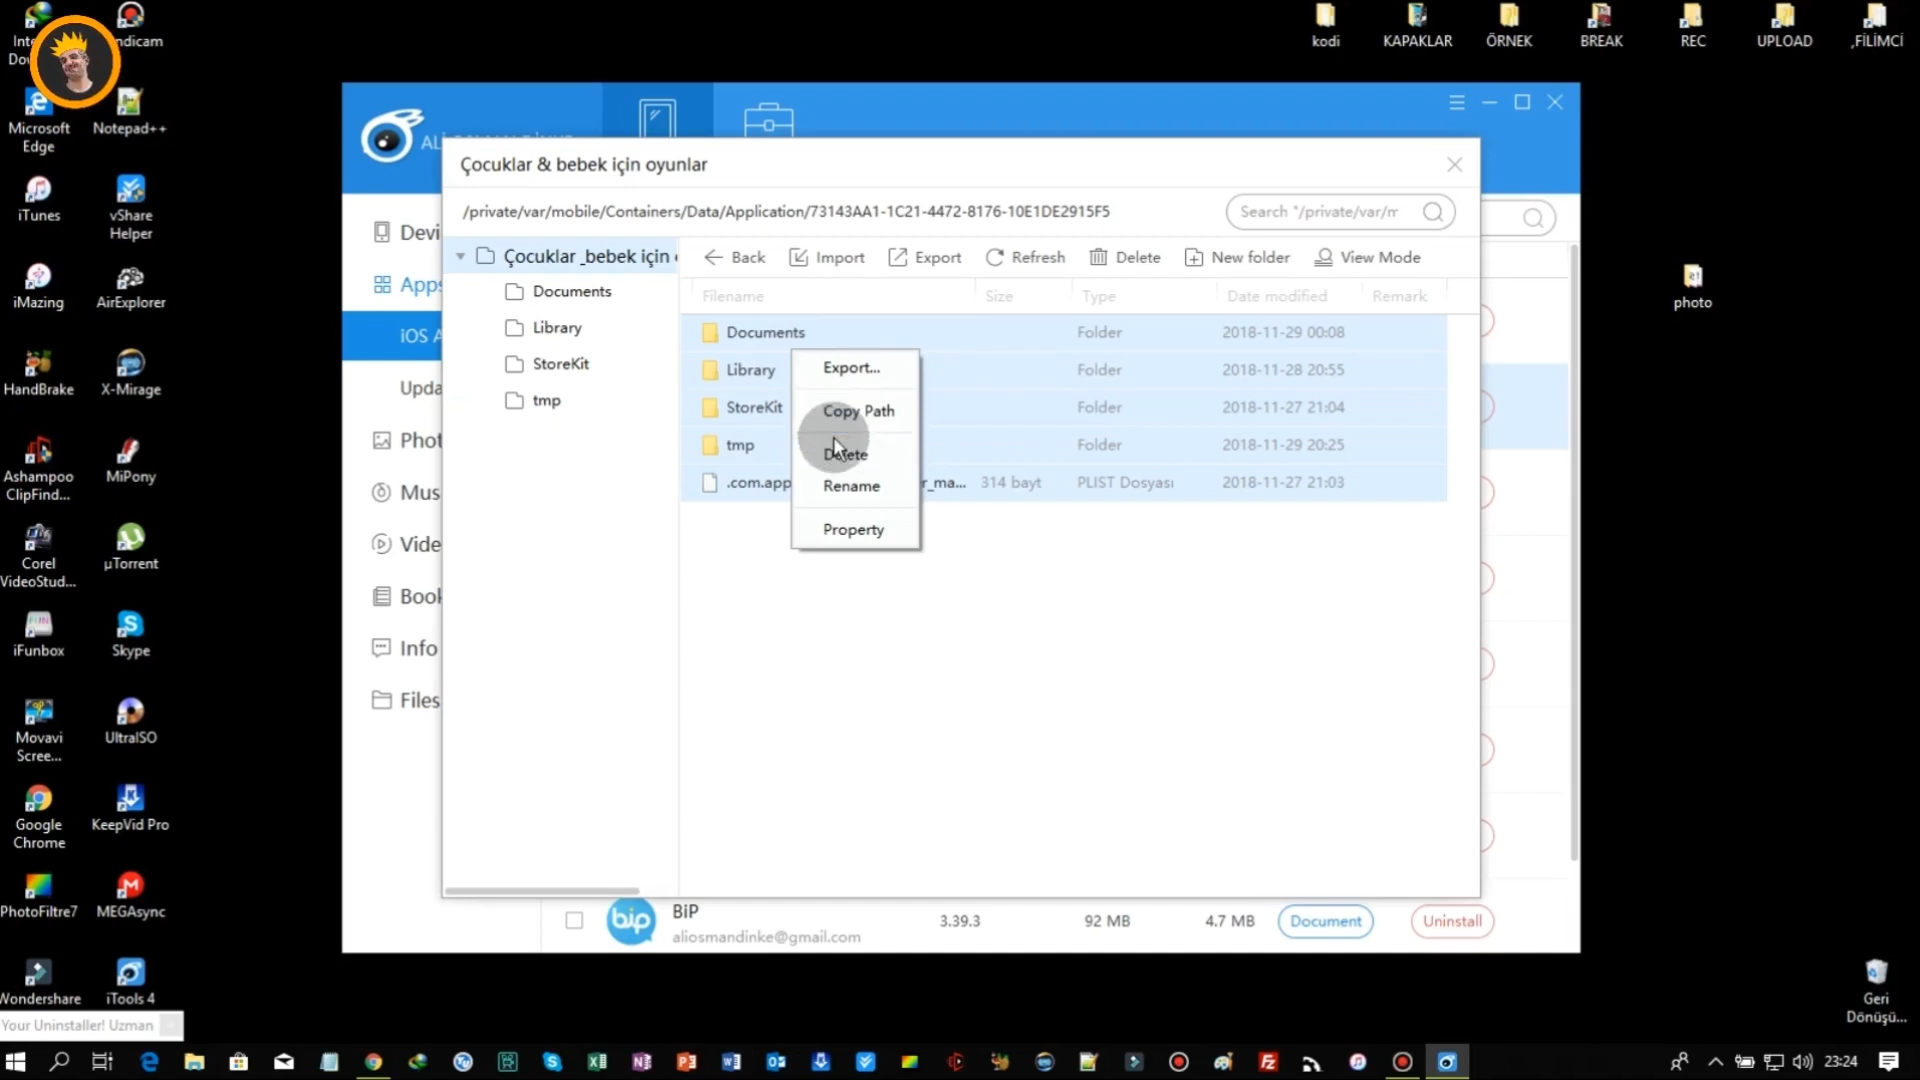 Inte
Dow
ndicam
kodi
KAPAKLAR
ÖRNEK
BREAK
REC
UPLOAD
,FİLİMCİ
Microsoft
Edge
Notepad++
iTunes
vShare
Helper
iMazing
AirExplorer
HandBrake
X-Mirage
Ashampoo
ClipFind...
MiPony
Corel
VideoStud...
µTorrent
iFunbox
Skype
Movavi
Scree...
UltraISO
Google
Chrome
KeepVid Pro
PhotoFiltre7
MEGAsync
Wondershare
iTools 4
Your Uninstaller! Uzman
photo
Geri
Dönüşü...
Çocuklar & bebek için oyunlar
/private/var/mobile/Containers/Data/Application/73143AA1-1C21-4472-8176-10E1DE2915F5
Search "/private/var/m
Devi
Apps
iOS A
Upda
Phot
Mus
Vide
Book
Info
Files
Çocuklar _bebek için
Documents
Library
StoreKit
tmp
Back
Import
Export
Refresh
Delete
New folder
View Mode
Filename
Size
Type
Date modified
Remark
Documents
Folder
2018-11-29 00:08
Library
Folder
2018-11-28 20:55
StoreKit
Folder
2018-11-27 21:04
tmp
Folder
2018-11-29 20:25
.com.app
r_ma...
314 bayt
PLIST Dosyası
2018-11-27 21:03
Export...
Copy Path
Delete
Rename
Property
bip
BiP
aliosmandinke@gmail.com
3.39.3
92 MB
4.7 MB
Document
Uninstall
23:24